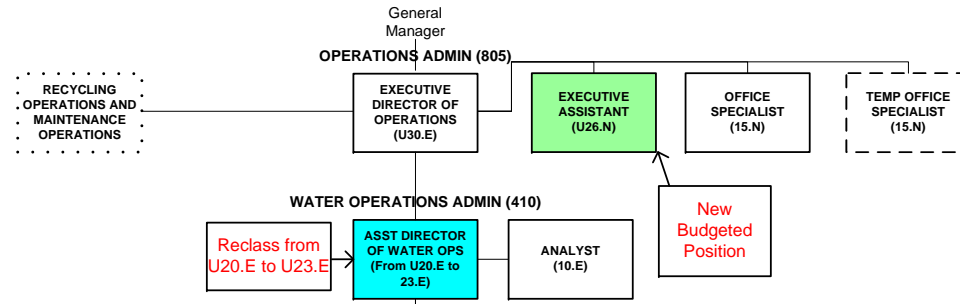 General
Manager
OPERATIONS ADMIN (805)
RECYCLING
OPERATIONS AND
MAINTENANCE
OPERATIONS
EXECUTIVE
DIRECTOR OF
OPERATIONS
(U30.E)
EXECUTIVE
ASSISTANT
(U26.N)
OFFICE
SPECIALIST
(15.N)
TEMP OFFICE
SPECIALIST
(15.N)
WATER OPERATIONS ADMIN (410)
Reclass from
U20.E to U23.E
ASST DIRECTOR
OF WATER OPS
(From U20.E to
23.E)
ANALYST
(10.E)
New
Budgeted
Position